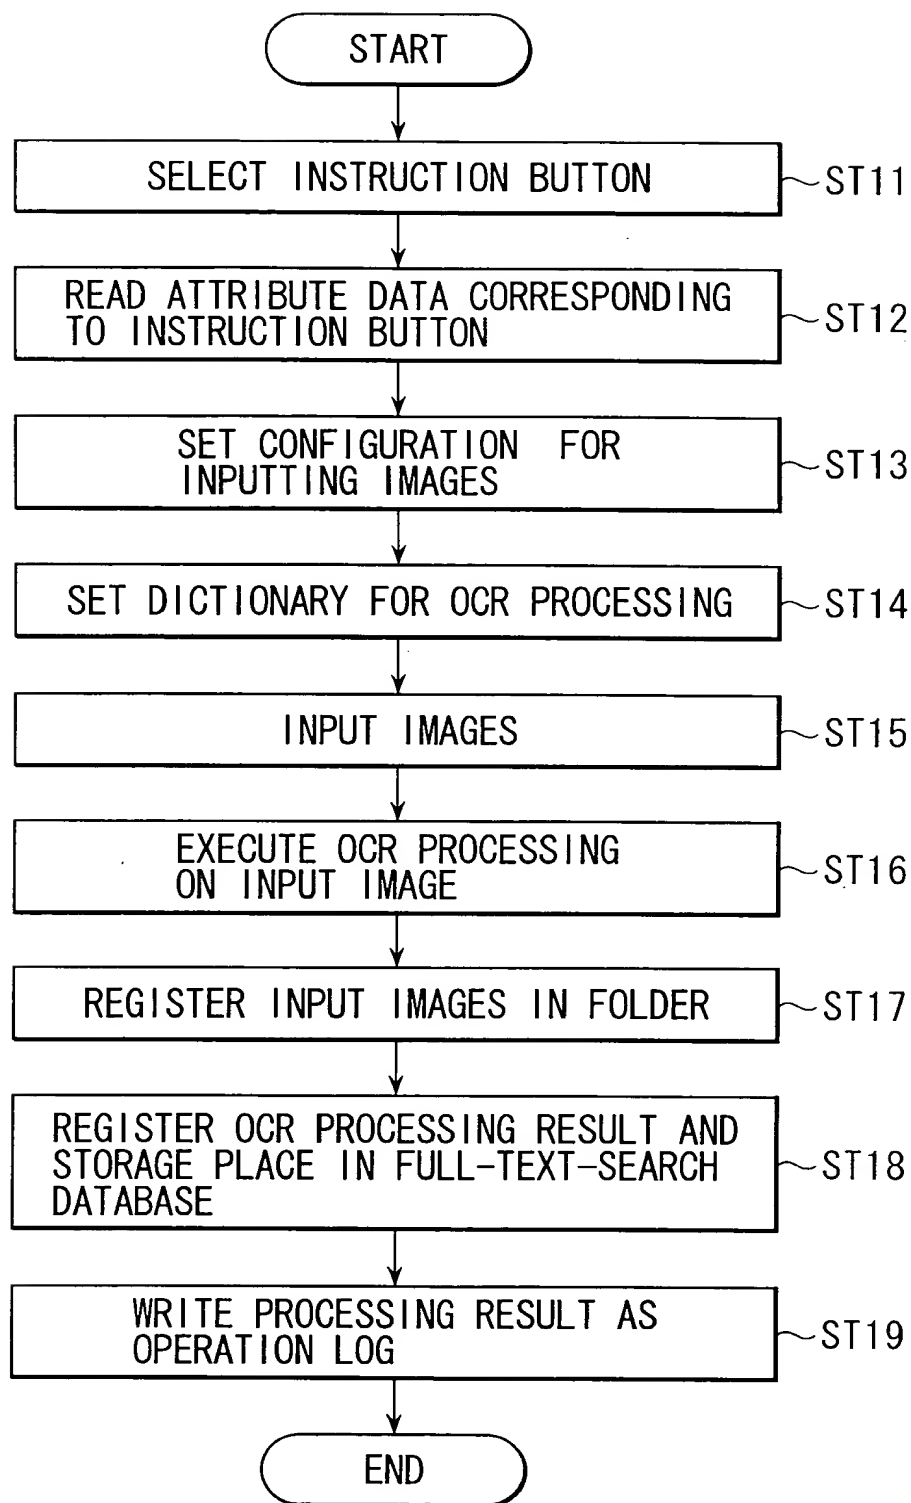 START
SELECT INSTRUCTION BUTTON
ST11
READ ATTRIBUTE DATA CORRESPONDING
TO INSTRUCTION BUTTON
ST12
SET CONFIGURATION FOR
INPUTTING IMAGES
ST13
SET DICTIONARY FOR OCR PROCESSING
ST14
INPUT IMAGES
ST15
EXECUTE OCR PROCESSING
ON INPUT IMAGE
ST16
REGISTER INPUT IMAGES IN FOLDER
ST17
REGISTER OCR PROCESSING RESULT AND
STORAGE PLACE IN FULL-TEXT-SEARCH
DATABASE
ST18
WRITE PROCESSING RESULT AS
OPERATION LOG
ST19
END